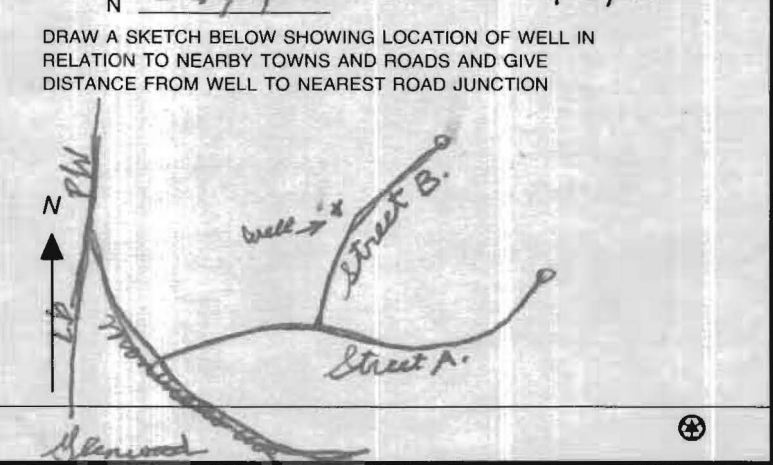 N
DRAW A SKETCH BELOW SHOWING LOCATION OF WELL IN
RELATION TO NEARBY TOWNS AND ROADS AND GIVE
DISTANCE FROM WELL TO NEAREST ROAD JUNCTION
N
Well
x
Street B.
Street A.
Glenwood